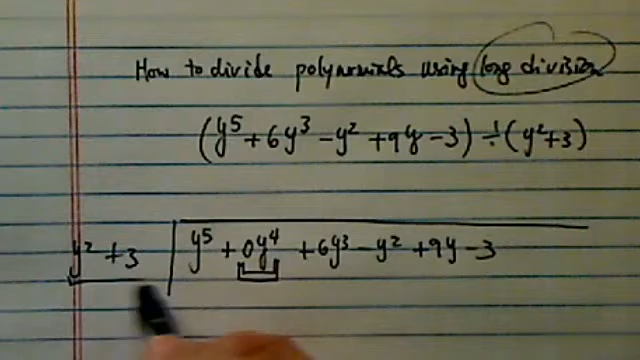 How to divide polynomials using long division
(y⁵ + 6y³ − y² + 9y − 3) ÷ (y² + 3)
y² + 3 | y⁵ + 0y⁴ + 6y³ − y² + 9y − 3